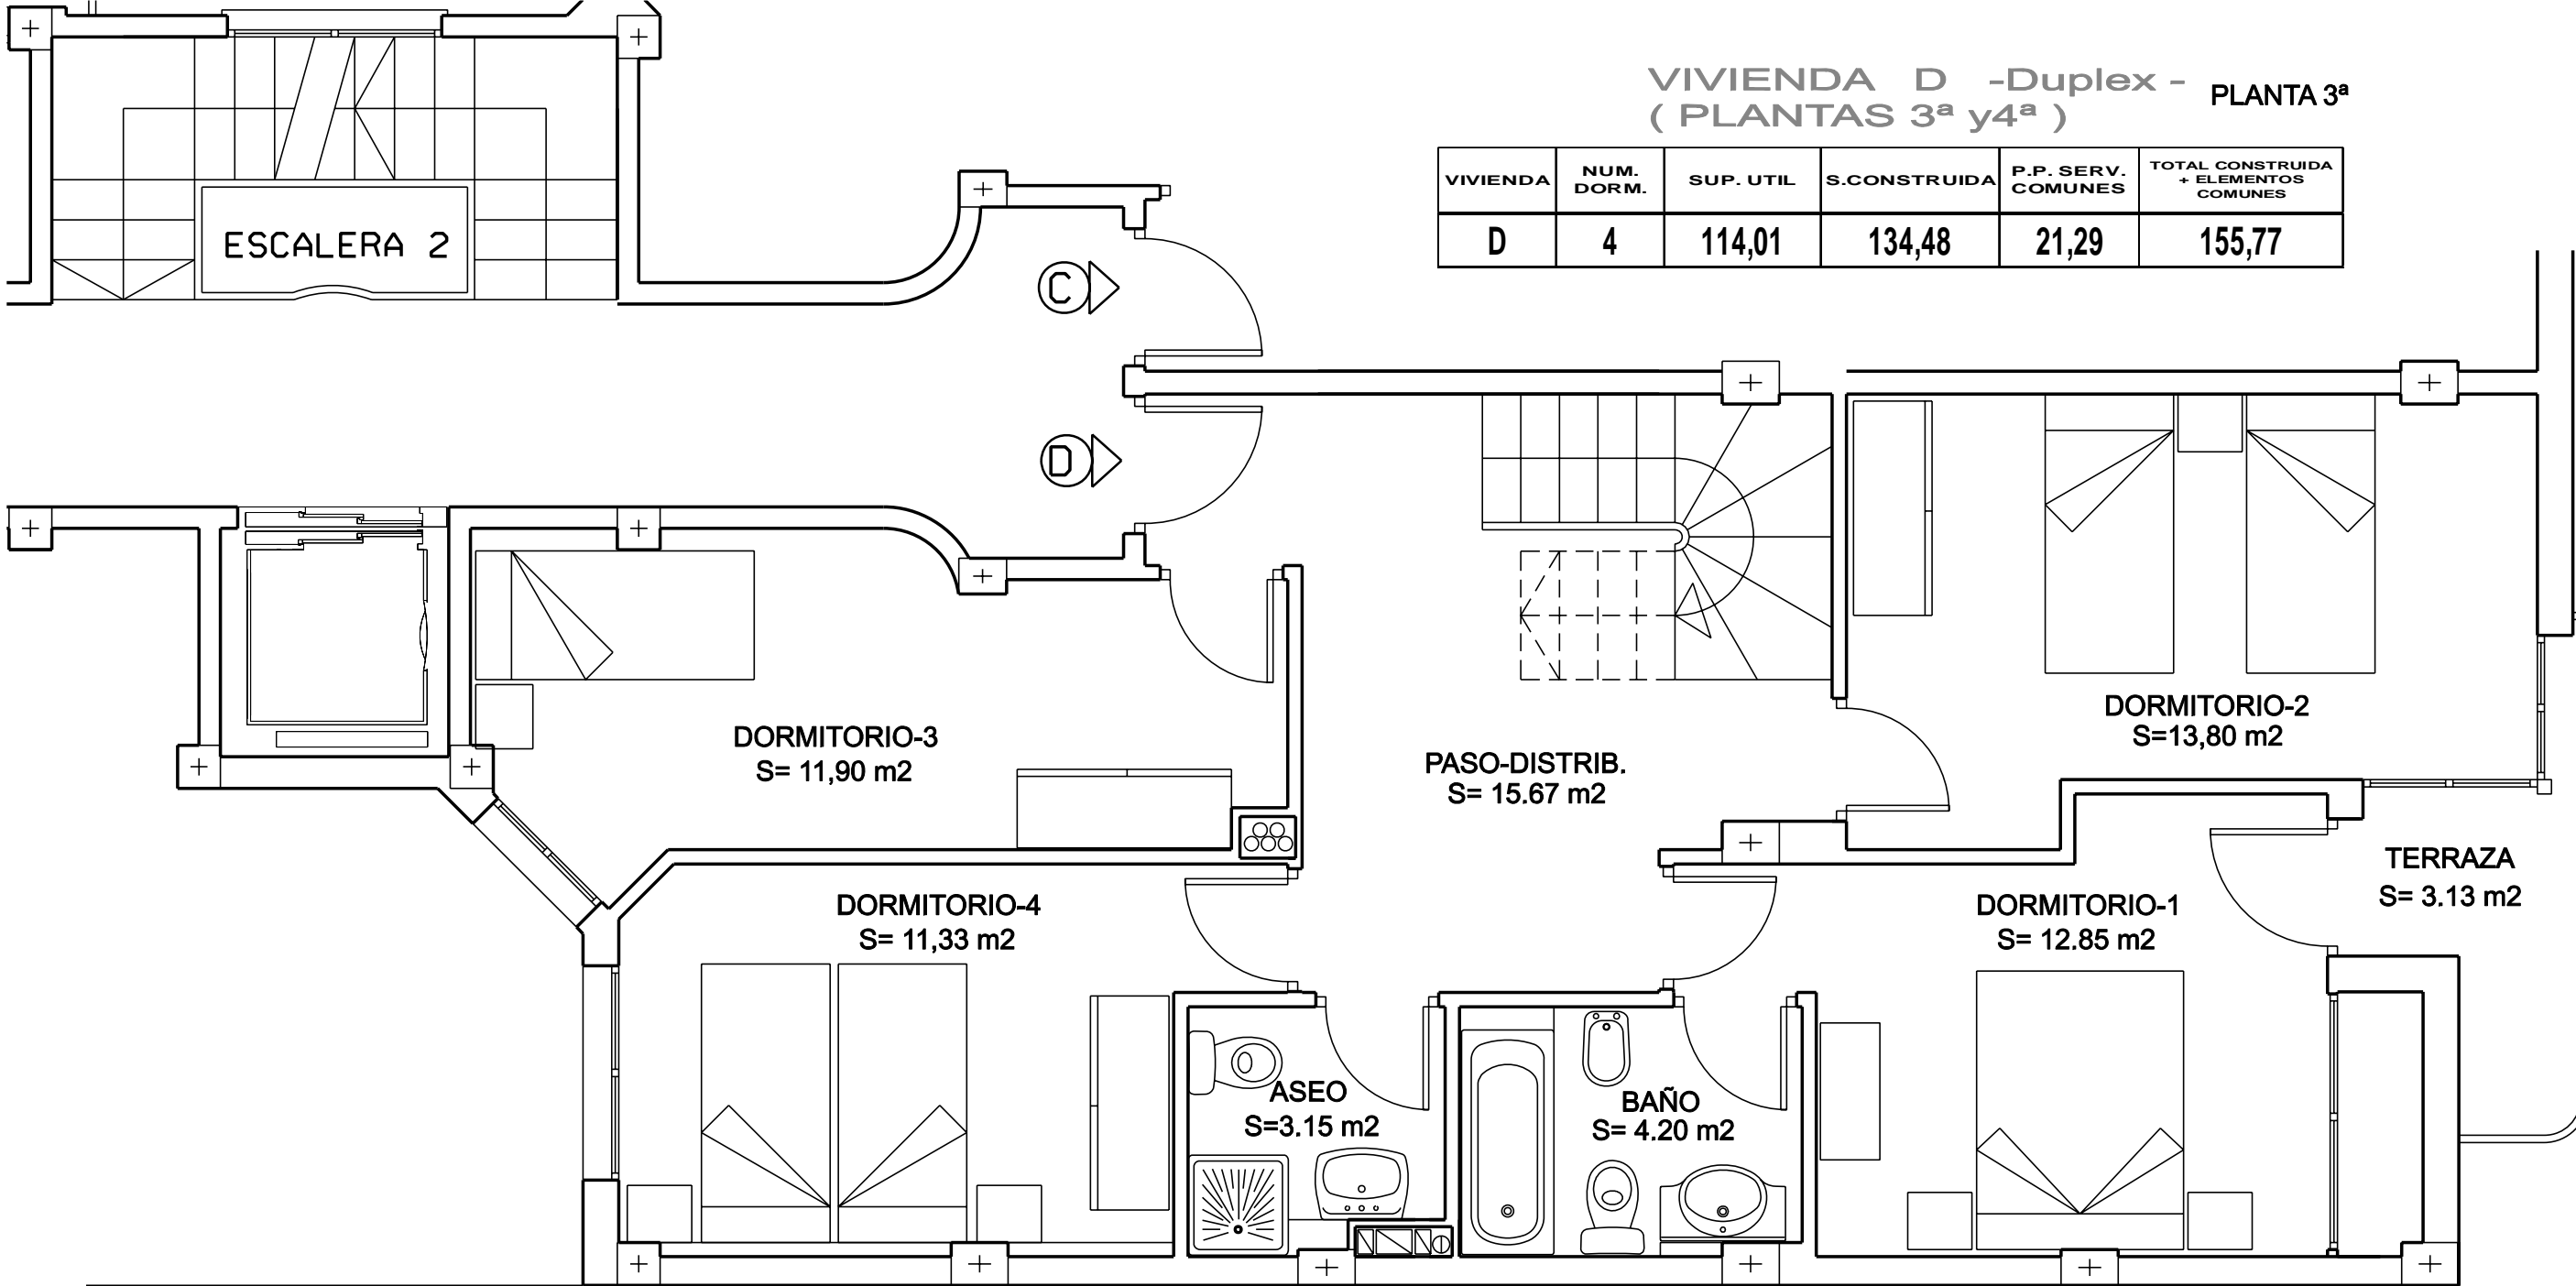 VIVIENDA D -Duplex - PLANTA 3ª
( PLANTAS 3ª y4ª )
VIVIENDA NUM. DORM. SUP. UTIL S.CONSTRUIDA P.P. SERV. COMUNES TOTAL CONSTRUIDA + ELEMENTOS COMUNES
D 4 114,01 134,48 21,29 155,77
ESCALERA 2
C
D
DORMITORIO-2
S=13,80 m2
DORMITORIO-3
S= 11,90 m2
PASO-DISTRIB.
S= 15.67 m2
TERRAZA
S= 3.13 m2
DORMITORIO-4
S= 11,33 m2
DORMITORIO-1
S= 12.85 m2
ASEO
S=3.15 m2
BAÑO
S= 4.20 m2